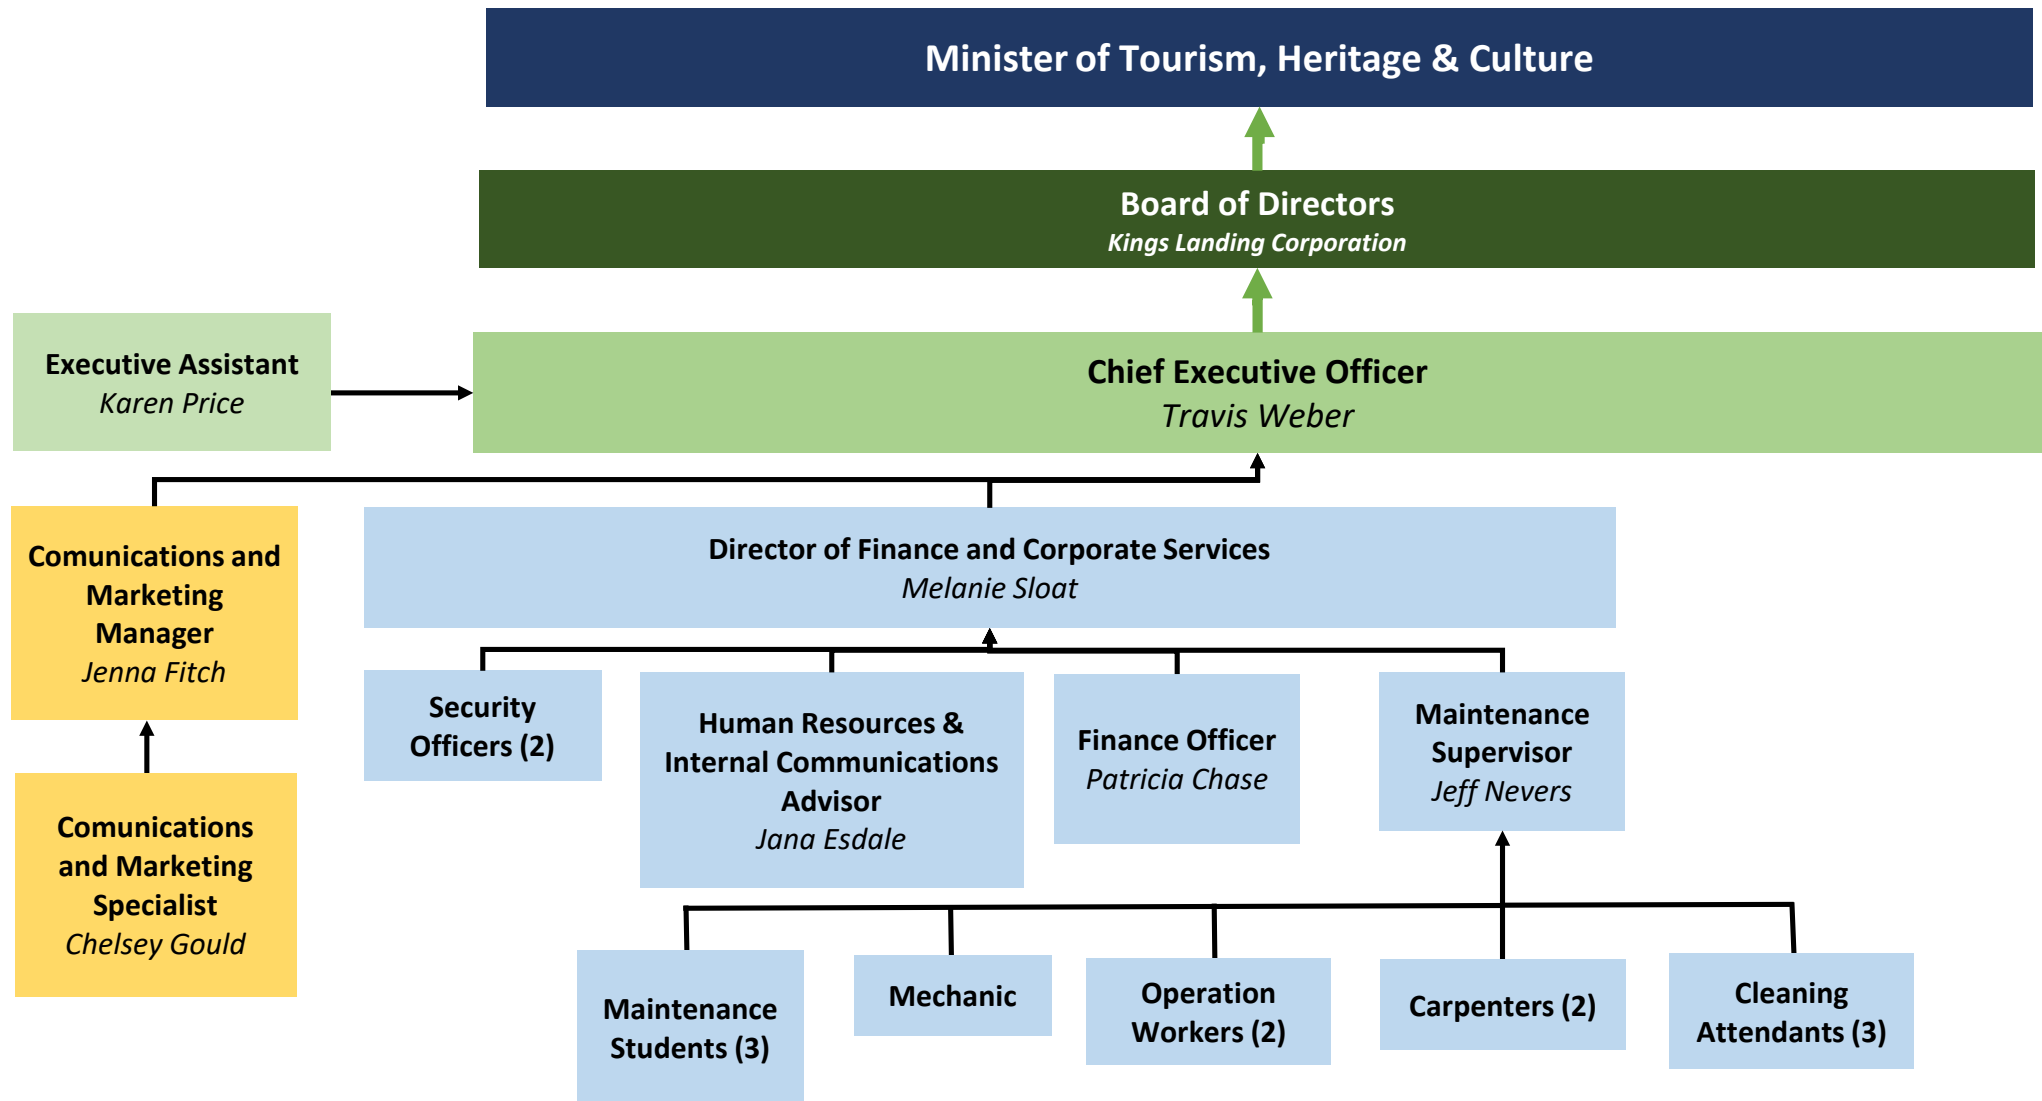 Minister of Tourism, Heritage & Culture
Board of Directors
Kings Landing Corporation
Executive Assistant
Karen Price
Chief Executive Officer
Travis Weber
Comunications and
Marketing
Manager
Jenna Fitch
Director of Finance and Corporate Services
Melanie Sloat
Security
Officers (2)
Human Resources &
Internal Communications
Advisor
Jana Esdale
Finance Officer
Patricia Chase
Maintenance
Supervisor
Jeff Nevers
Comunications
and Marketing
Specialist
Chelsey Gould
Maintenance
Students (3)
Mechanic
Operation
Workers (2)
Carpenters (2)
Cleaning
Attendants (3)